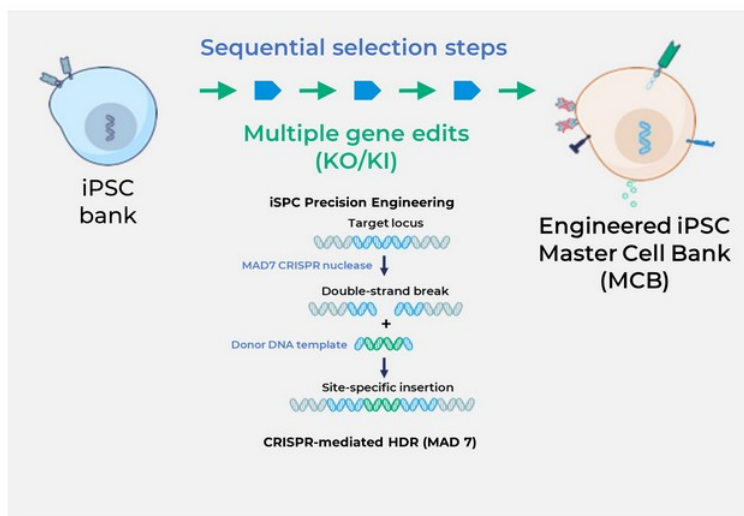 Sequential selection steps
Multiple gene edits
(KO/KI)
iPSC
bank
iSPC Precision Engineering
Target locus
MAD7 CRISPR nuclease
Double-strand break
+
Donor DNA template
Site-specific insertion
CRISPR-mediated HDR (MAD 7)
Engineered iPSC
Master Cell Bank
(MCB)